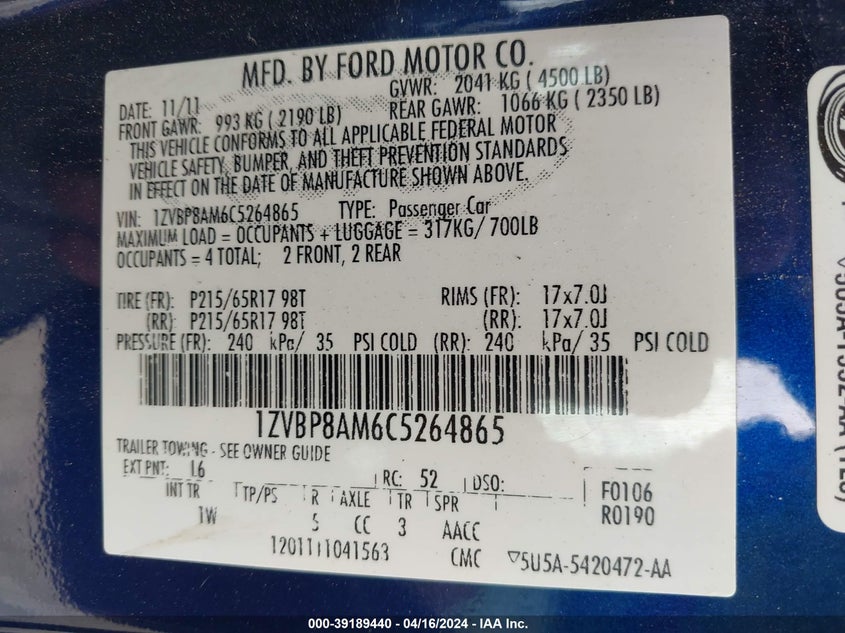 MFD. BY FORD MOTOR CO.
DATE: 11/11 GVWR: 2041 KG ( 4500 LB)
FRONT GAWR: 993 KG ( 2190 LB) REAR GAWR: 1066 KG ( 2350 LB)
THIS VEHICLE CONFORMS TO ALL APPLICABLE FEDERAL MOTOR
VEHICLE SAFETY, BUMPER, AND THEFT PREVENTION STANDARDS
IN EFFECT ON THE DATE OF MANUFACTURE SHOWN ABOVE.
VIN: 1ZVBP8AM6C5264865 TYPE: Passenger Car
MAXIMUM LOAD = OCCUPANTS + LUGGAGE = 317KG/ 700LB
OCCUPANTS = 4 TOTAL; 2 FRONT, 2 REAR
TIRE (FR): P215/65R17 98T RIMS (FR): 17x7.0J
(RR): P215/65R17 98T (RR): 17x7.0J
PRESSURE (FR): 240 kPa/ 35 PSI COLD (RR): 240 kPa/ 35 PSI COLD
1ZVBP8AM6C5264865
TRAILER TOWING - SEE OWNER GUIDE
EXT PNT: L6 RC: 52 DSO: F0106
INT TR TP/PS R AXLE TR SPR R0190
1W 5 CC 3 AACC
1201111041563 CMC 5U5A-5420472-AA
000-39189440 - 04/16/2024 - IAA Inc.